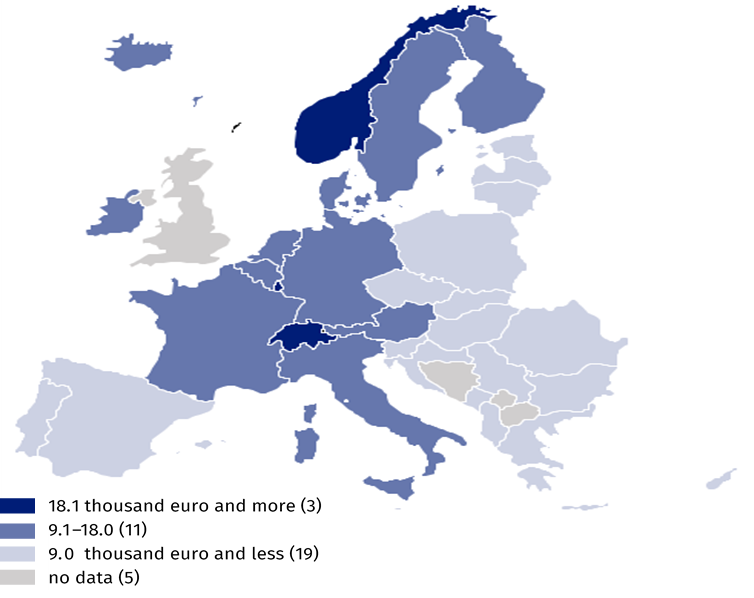 18.1 thousand euro and more (3)
9.1–18.0 (11)
9.0 thousand euro and less (19)
no data (5)